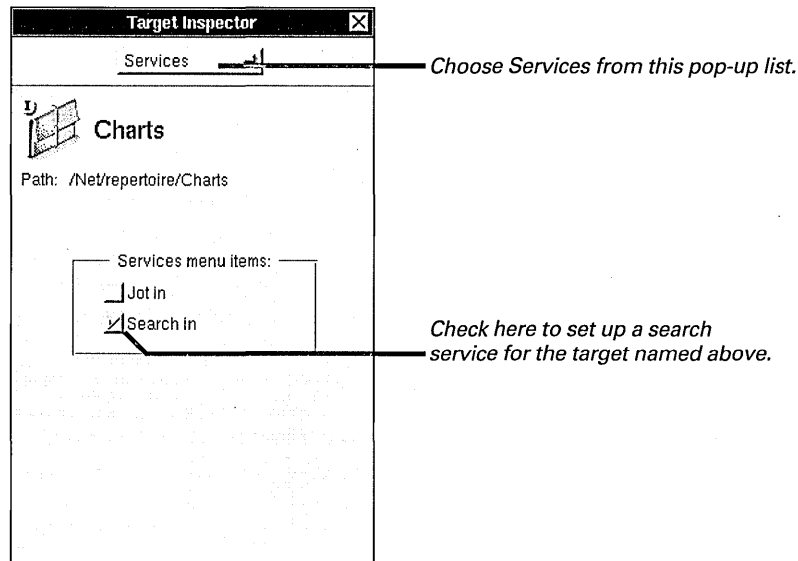 Target Inspector
Services
Choose Services from this pop-up list.
Charts
Path: /Net/repertoire/Charts
Services menu items:
Jot in
Search in
Check here to set up a search
service for the target named above.